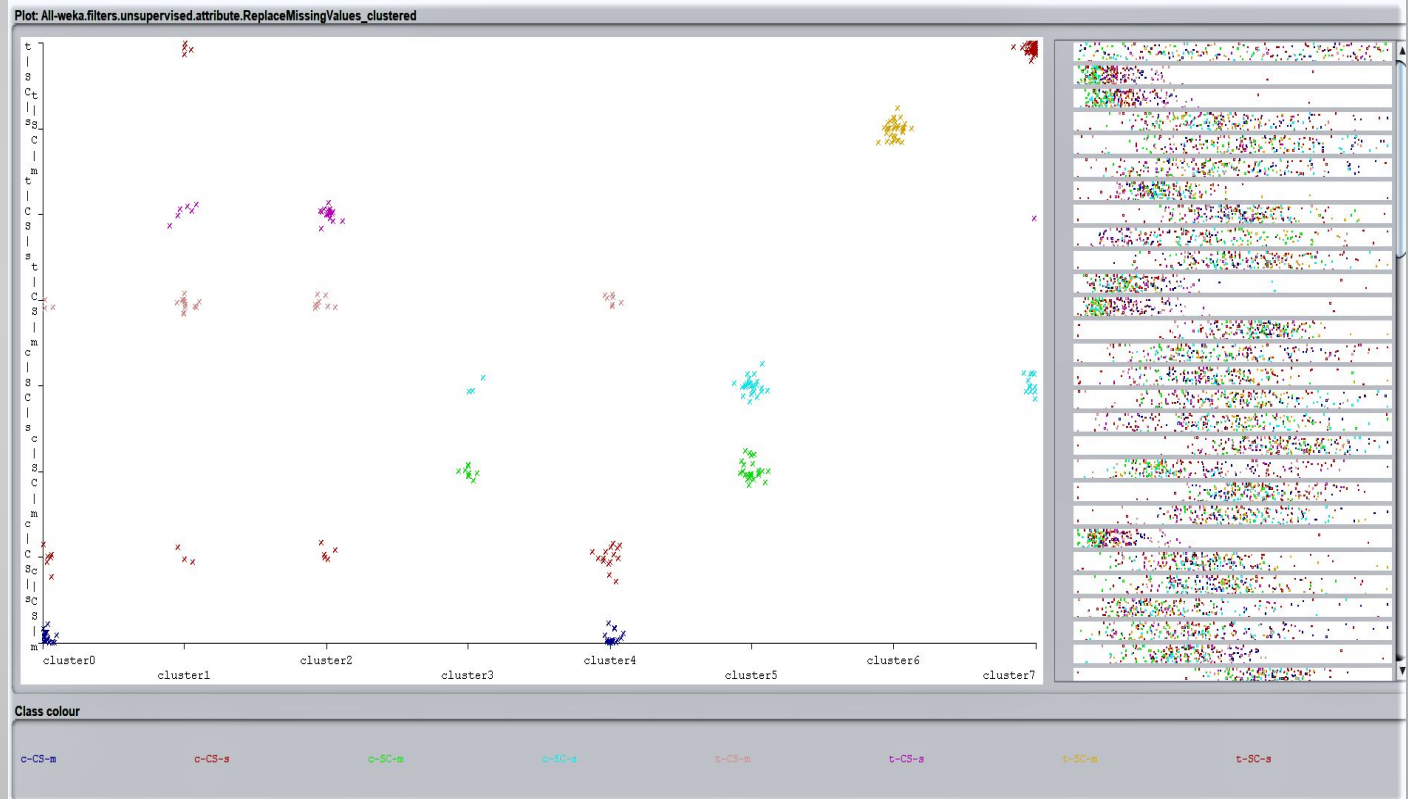 Plot: All-weka.filters.unsupervised.attribute.ReplaceMissingValues_clustered
t-SC-s
t-SC-m
t-CS-s
t-CS-m
c-SC-s
c-SC-m
c-CS-s
c-CS-m
cluster0 cluster2 cluster4 cluster6
cluster1 cluster3 cluster5 cluster7
Class colour
c-CS-m c-CS-s c-SC-m c-SC-s t-CS-m t-CS-s t-SC-m t-SC-s